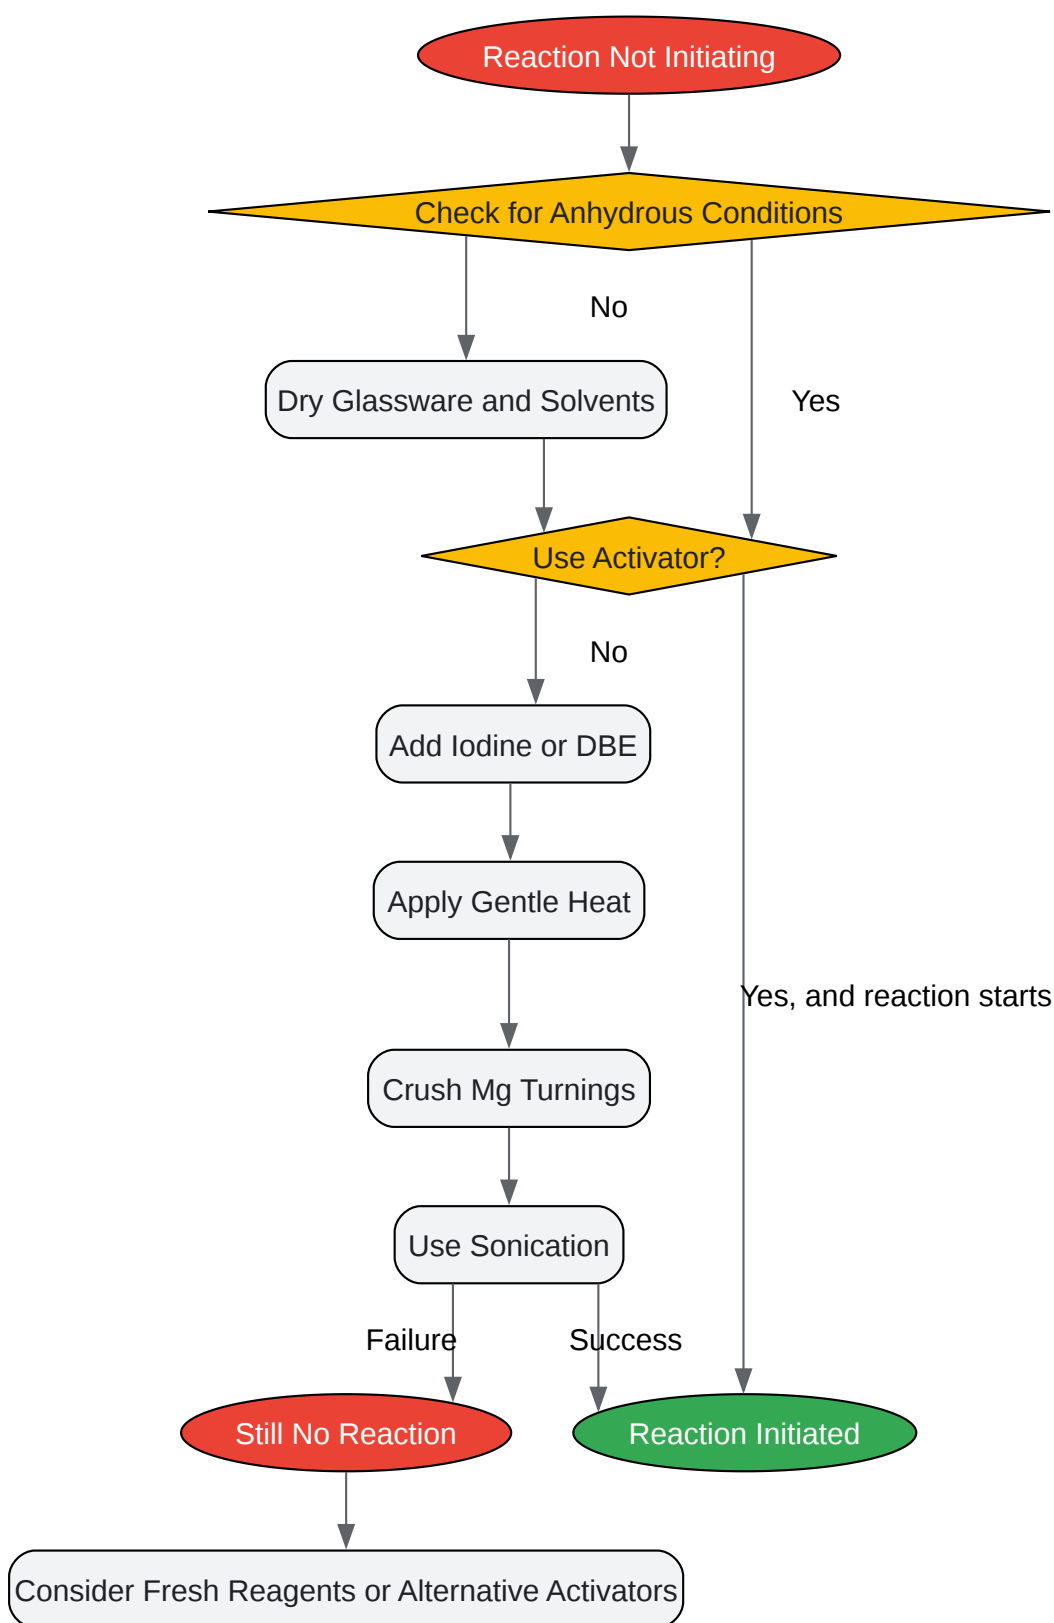 Reaction Not Initiating
Check for Anhydrous Conditions
No
Dry Glassware and Solvents
Yes
Use Activator?
No
Add Iodine or DBE
Apply Gentle Heat
Yes, and reaction starts
Crush Mg Turnings
Use Sonication
Failure
Success
Still No Reaction
Reaction Initiated
Consider Fresh Reagents or Alternative Activators